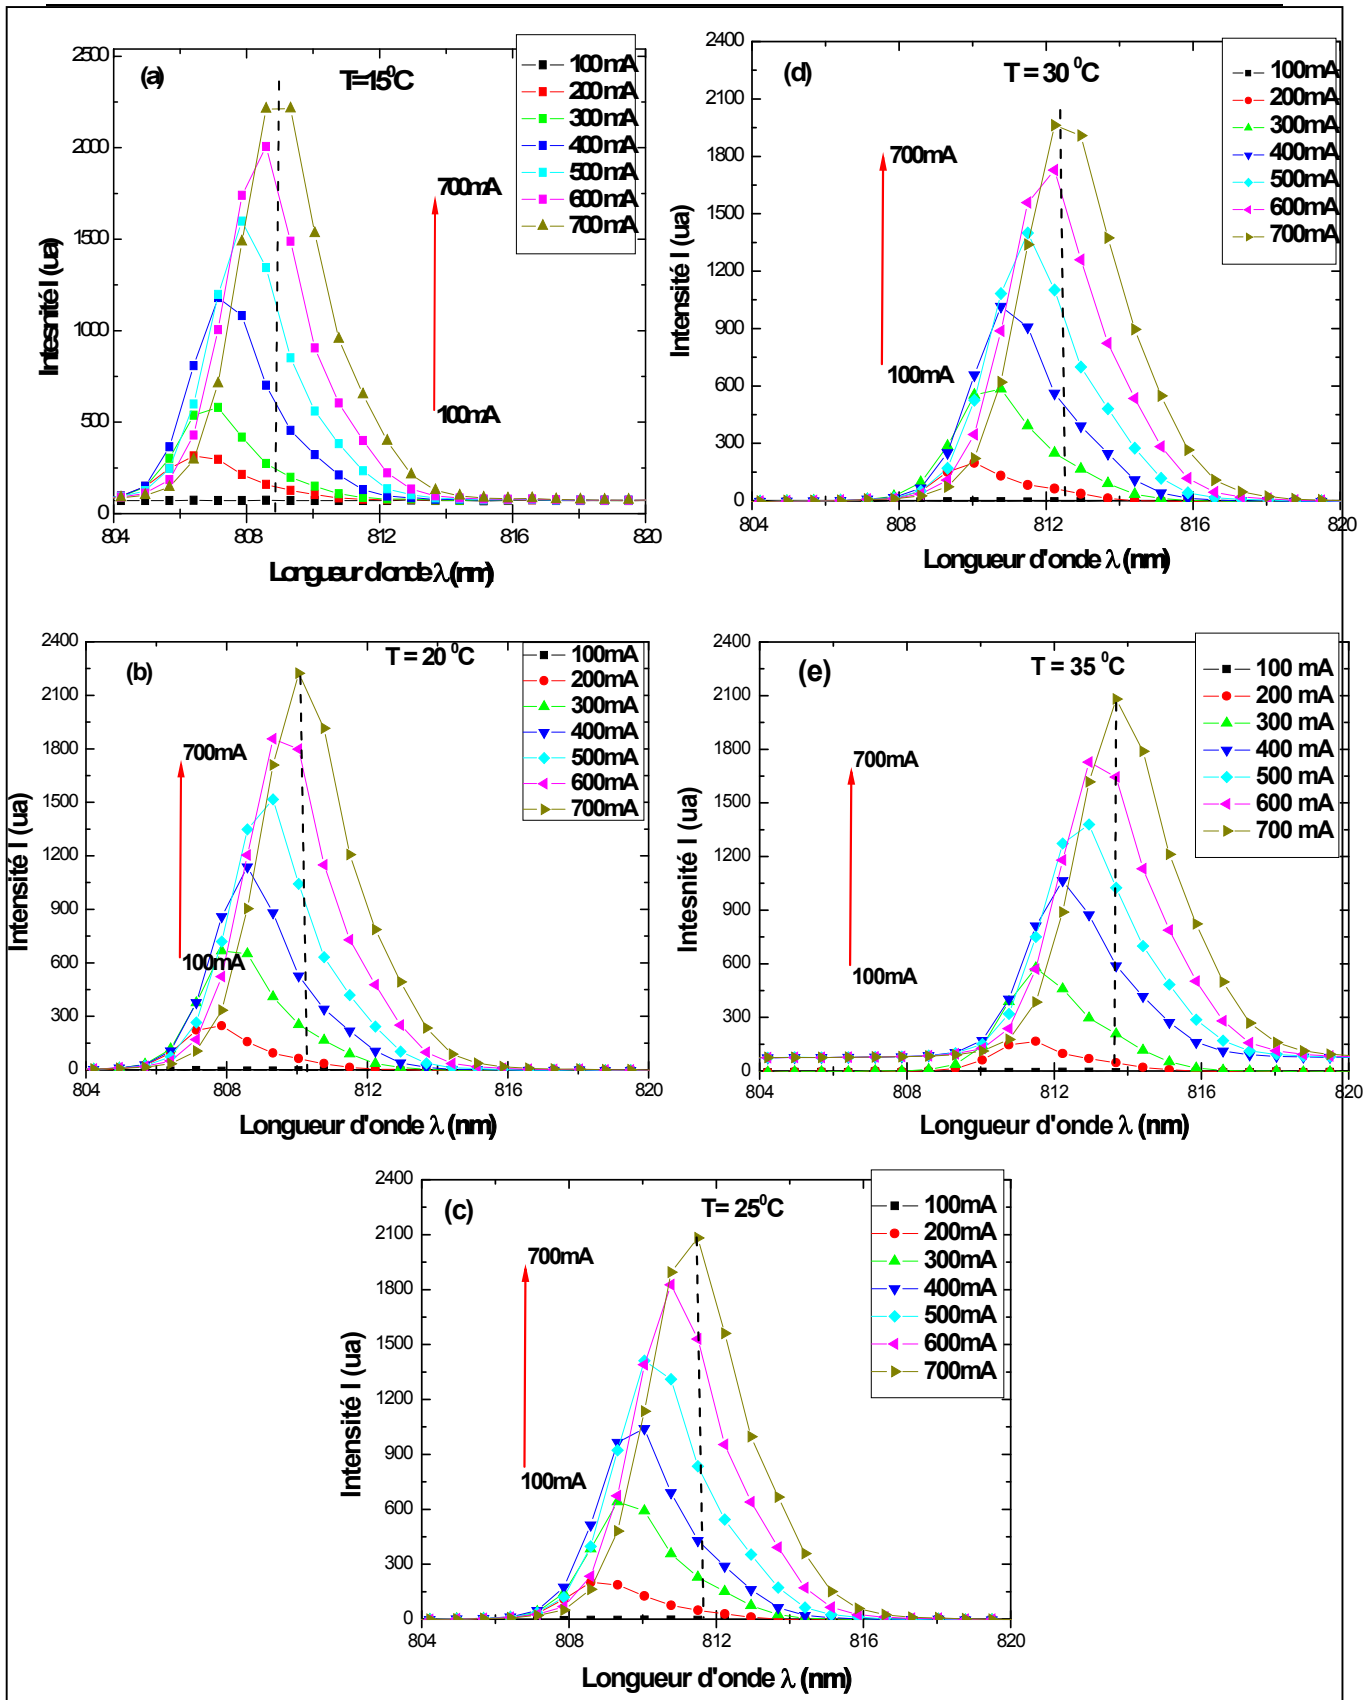 (a)
T=15⁰C
100mA
200mA
300mA
400mA
500mA
600mA
700mA
700mA
100mA
2500
2000
1500
1000
500
0
Intesnité I (ua)
804 808 812 816 820
Longueur d'onde λ (nm)
(d)
T = 30 ⁰C
100mA
200mA
300mA
400mA
500mA
600mA
700mA
700mA
100mA
2400
2100
1800
1500
1200
900
600
300
0
Intensité I (ua)
804 808 812 816 820
Longueur d'onde λ (nm)
(b)
T = 20 ⁰C
100mA
200mA
300mA
400mA
500mA
600mA
700mA
700mA
100mA
2400
2100
1800
1500
1200
900
600
300
0
Intensité I (ua)
804 808 812 816 820
Longueur d'onde λ (nm)
(e)
T = 35 ⁰C
100 mA
200 mA
300 mA
400 mA
500 mA
600 mA
700 mA
700mA
100mA
2400
2100
1800
1500
1200
900
600
300
0
Intesnité I (ua)
804 808 812 816 820
Longueur d'onde λ (nm)
(c)
T= 25⁰C
100mA
200mA
300mA
400mA
500mA
600mA
700mA
700mA
100mA
2400
2100
1800
1500
1200
900
600
300
0
Intensité I (ua)
804 808 812 816 820
Longueur d'onde λ (nm)